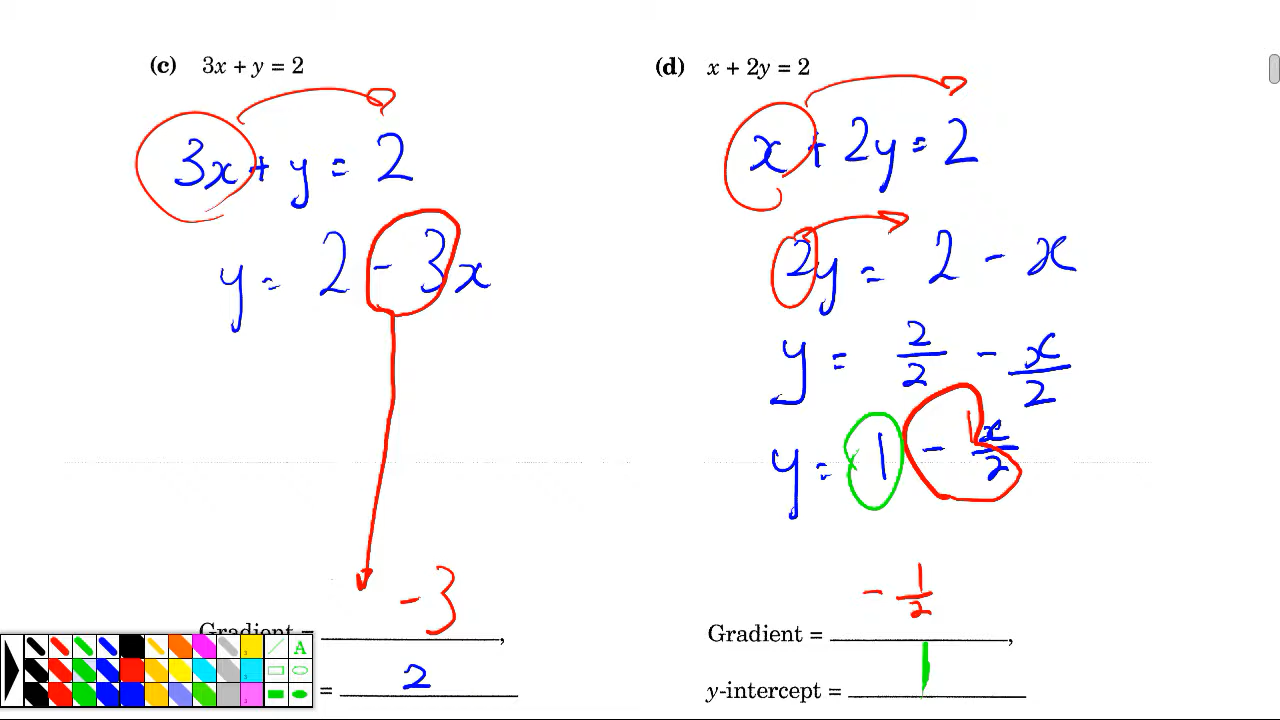 (c) 3x + y = 2
3x + y = 2
y = 2 - 3x
Gradient = -3,
= 2
(d) x + 2y = 2
x + 2y = 2
2y = 2 - x
y = 2/2 - x/2
y = 1 - 1x/2
Gradient = -1/2,
y-intercept = 1
A